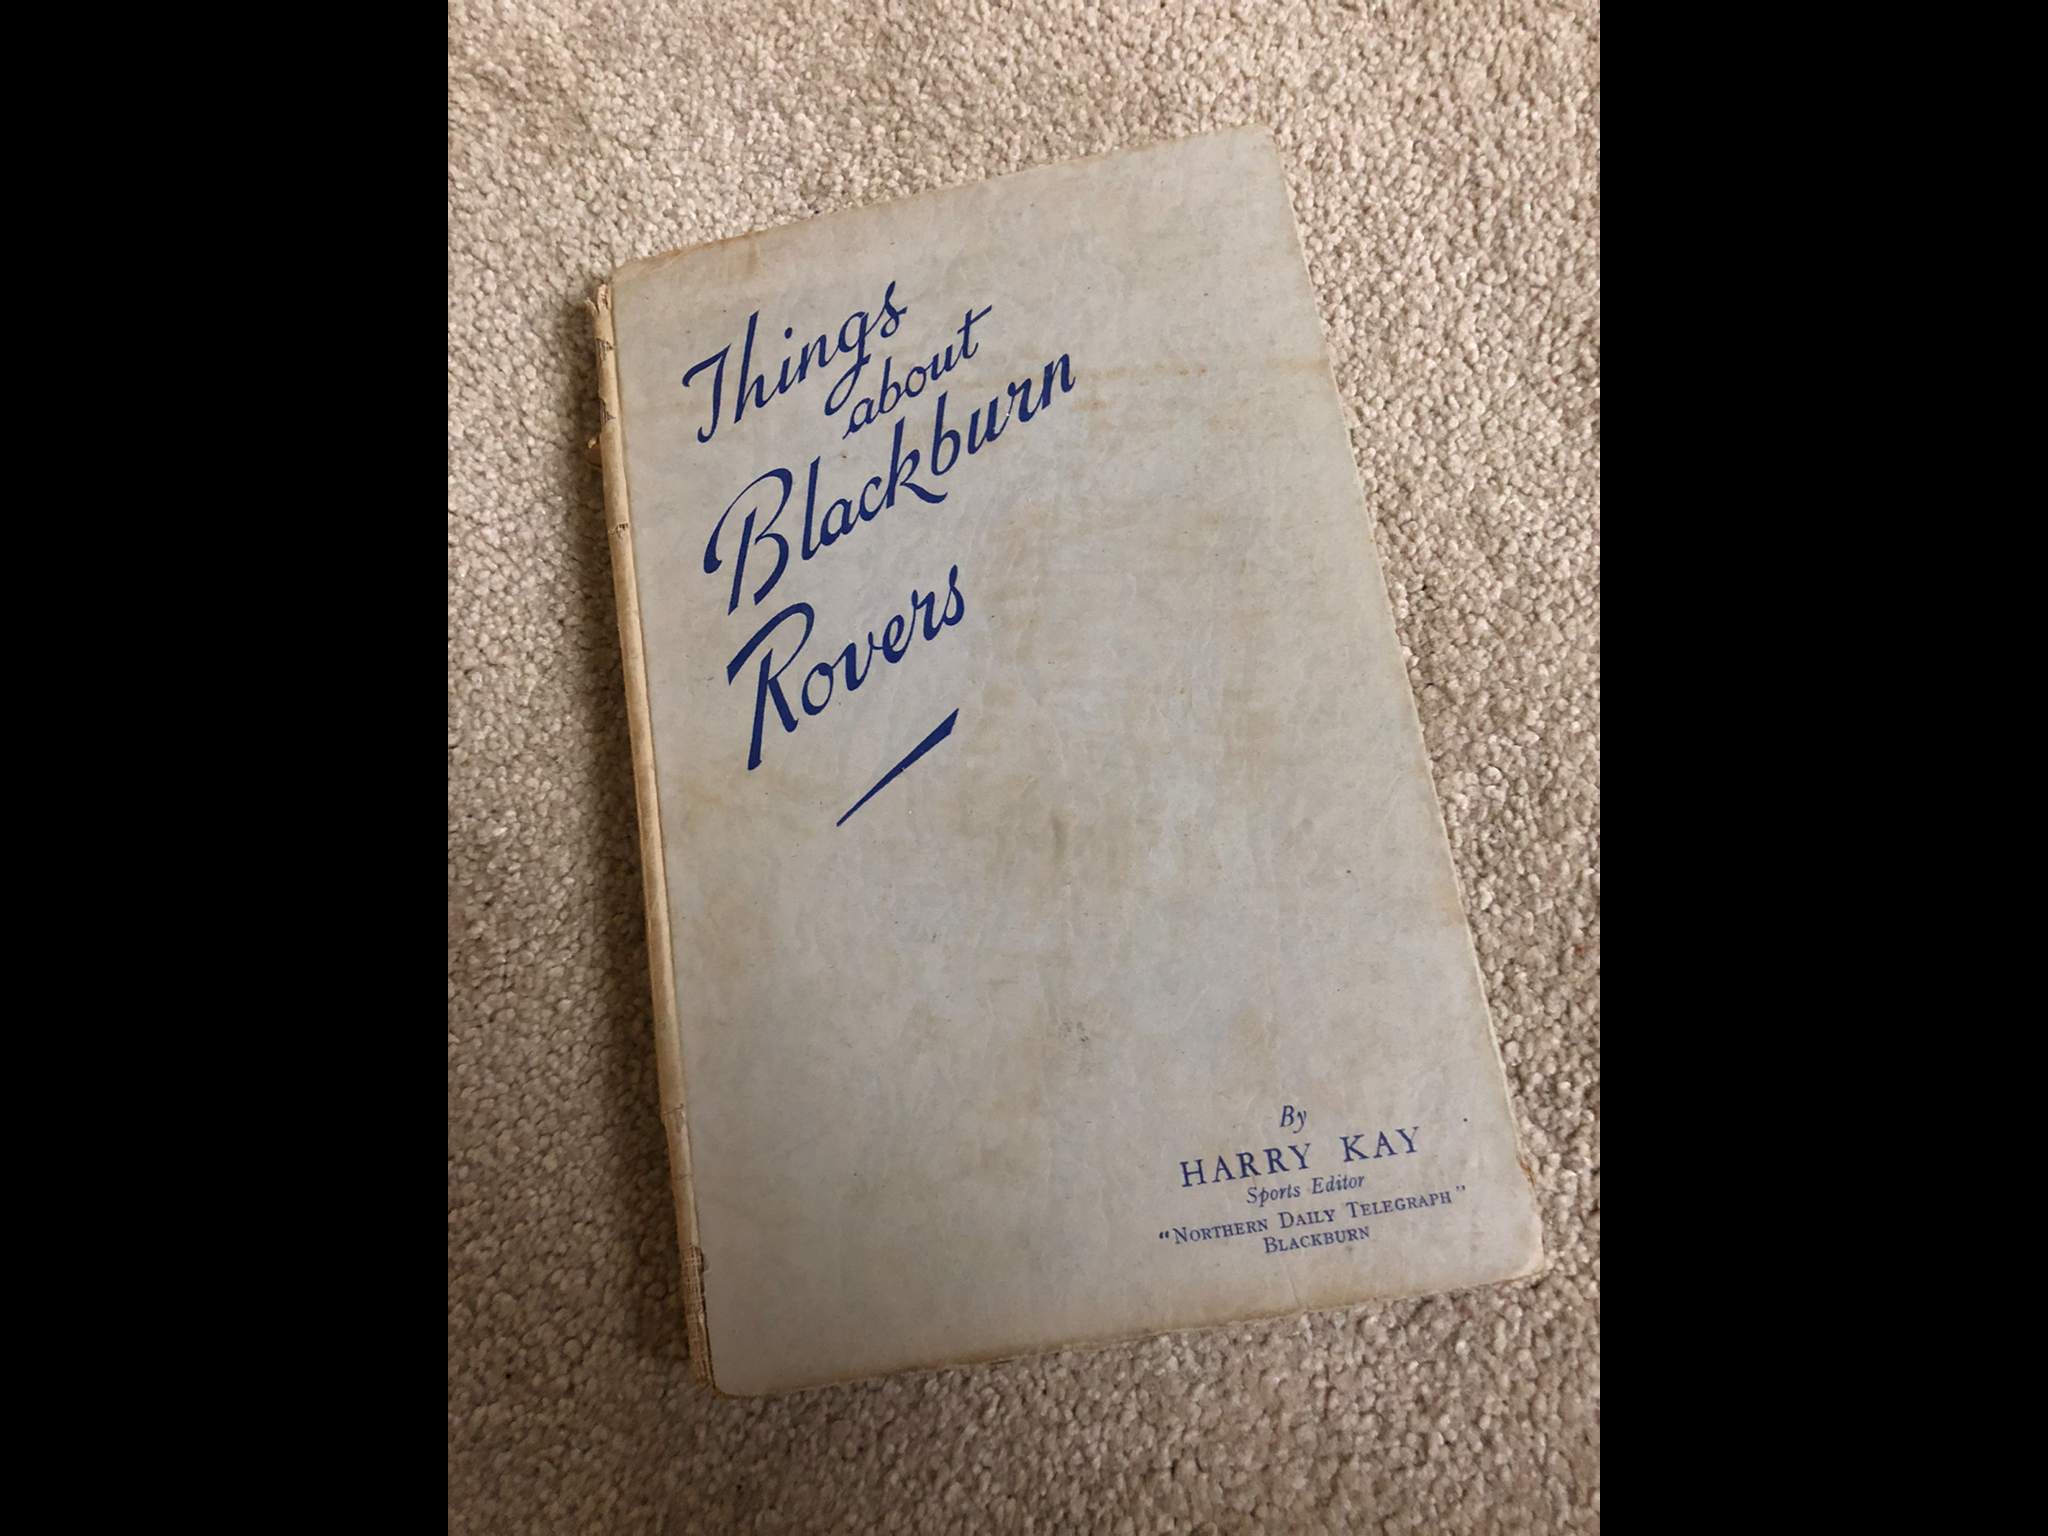 Things
about
Blackburn
Rovers
By
HARRY KAY
Sports Editor
"NORTHERN DAILY TELEGRAPH"
BLACKBURN